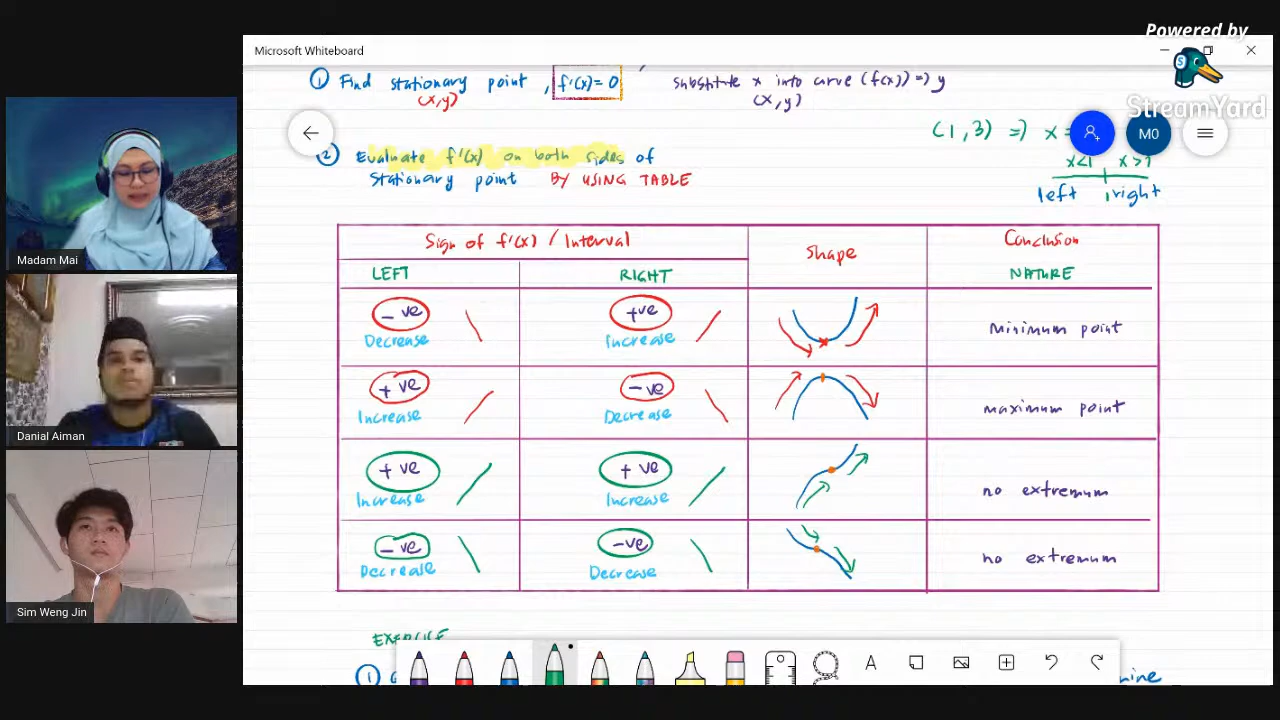 Powered by
StreamYard
Microsoft Whiteboard
① Find stationary point, f'(x) = 0, substitute x into curve (f(x)) => y
(x,y) (x,y)
(1,3) => x =
M0
② Evaluate f'(x) on both sides of
stationary point BY USING TABLE
x<1 x>1
left right
Sign of f'(x) / Interval Shape Conclusion
LEFT RIGHT NATURE
- ve +ve Minimum point
Decrease Increase
+ ve - ve maximum point
Increase Decrease
+ ve + ve no extremum
Increase Increase
- ve -ve no extremum
Decrease Decrease
EXERCISE
①
Madam Mai
Danial Aiman
Sim Weng Jin